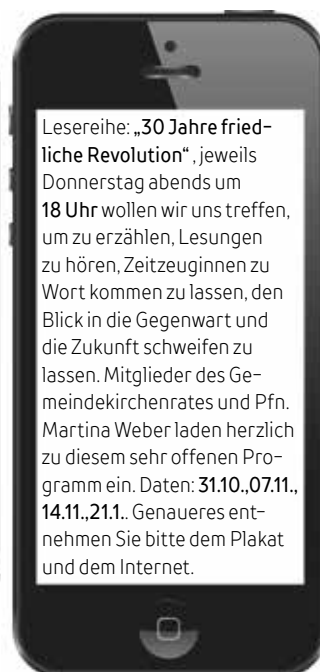 Lesereihe: „30 Jahre fried-
liche Revolution“ , jeweils
Donnerstag abends um
18 Uhr wollen wir uns treffen,
um zu erzählen, Lesungen
zu hören, Zeitzeuginnen zu
Wort kommen zu lassen, den
Blick in die Gegenwart und
die Zukunft schweifen zu
lassen. Mitglieder des Ge-
meindekirchenrates und Pfn.
Martina Weber laden herzlich
zu diesem sehr offenen Pro-
gramm ein. Daten: 31.10.,07.11.,
14.11.,21.1.. Genaueres ent-
nehmen Sie bitte dem Plakat
und dem Internet.